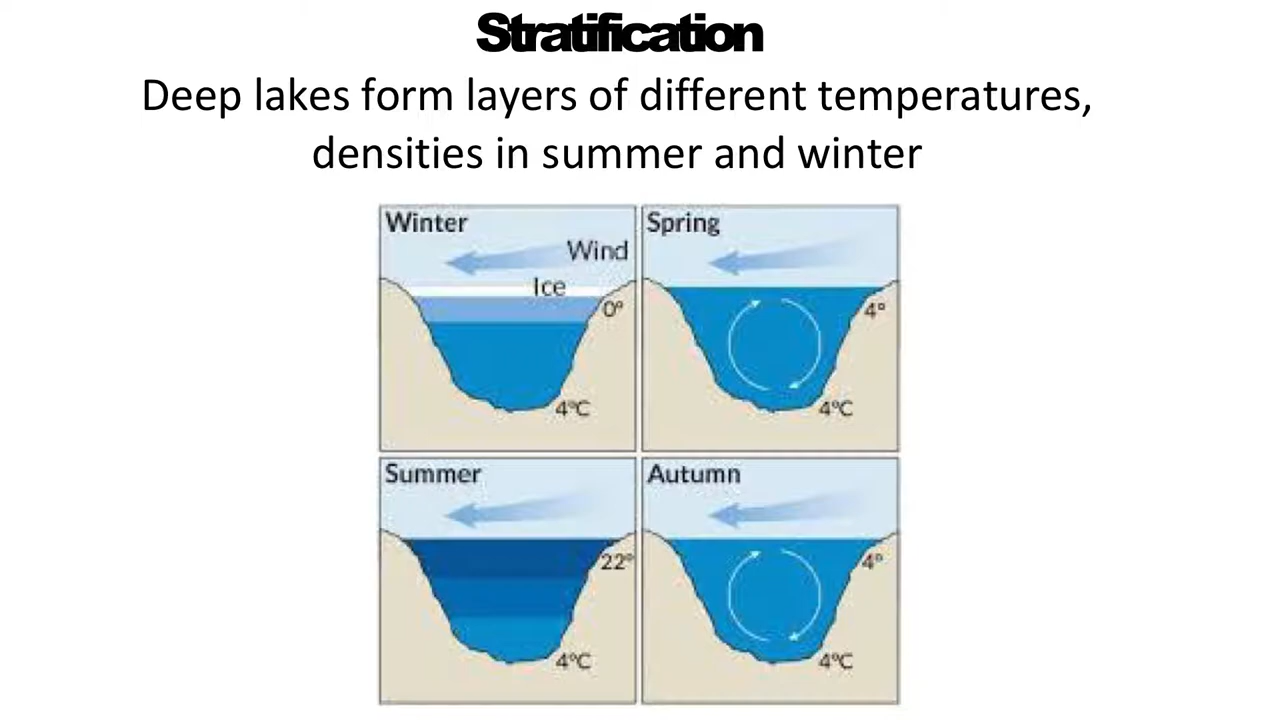 Stratification
Deep lakes form layers of different temperatures,
densities in summer and winter
Winter
Wind
Ice
0°
4°C
Spring
4°
4°C
Summer
22°
4°C
Autumn
4°
4°C